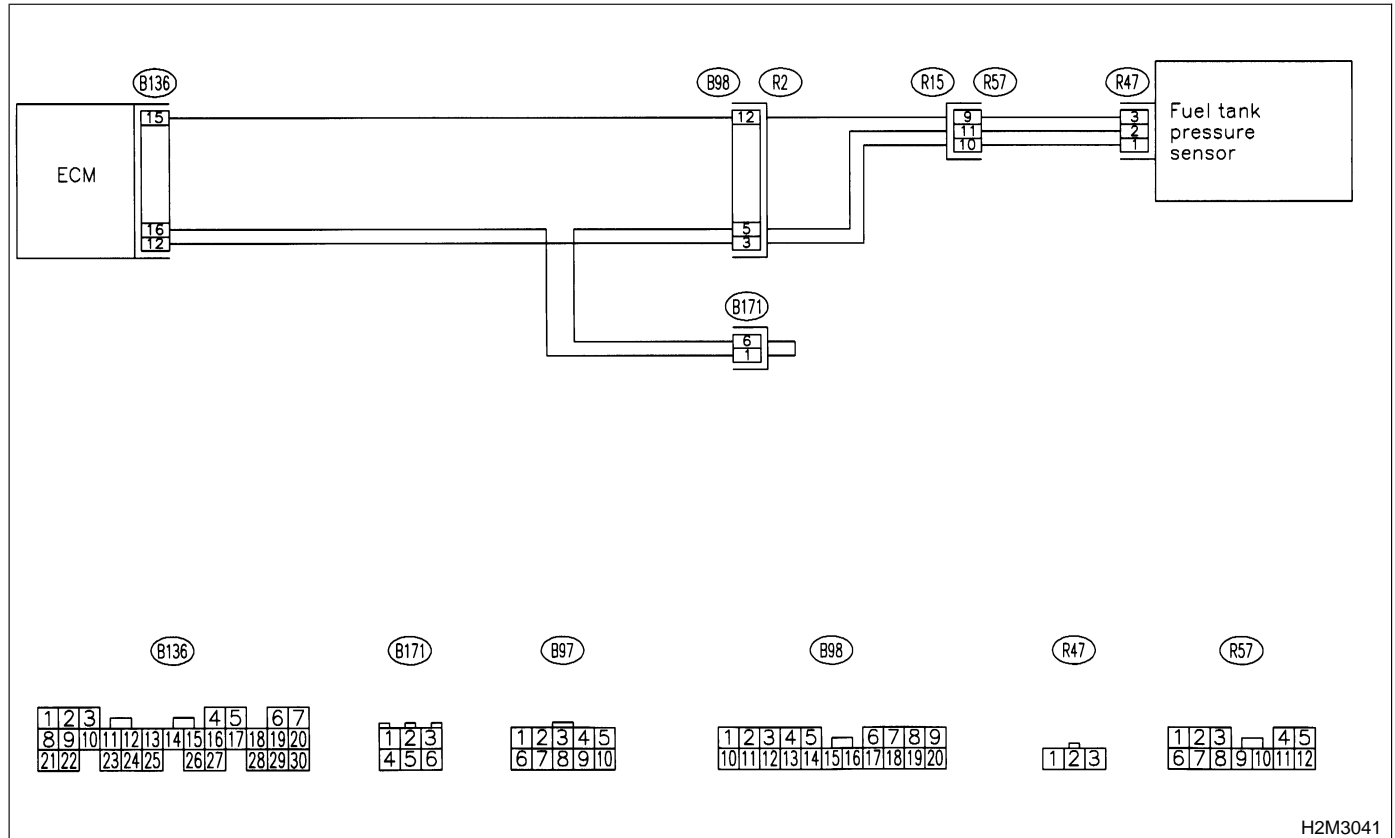 B136
B98
R2
R15
R57
R47
15
12
9
3
Fuel tank
11
2
pressure
10
1
sensor
ECM
16
5
12
3
B171
6
1
B136
B171
B97
B98
R47
R57
1 2 3 4 5 6 7
8 9 10 11 12 13 14 15 16 17 18 19 20
21 22 23 24 25 26 27 28 29 30
1 2 3
4 5 6
1 2 3 4 5
6 7 8 9 10
1 2 3 4 5 6 7 8 9
10 11 12 13 14 15 16 17 18 19 20
1 2 3
1 2 3 4 5
6 7 8 9 10 11 12
H2M3041